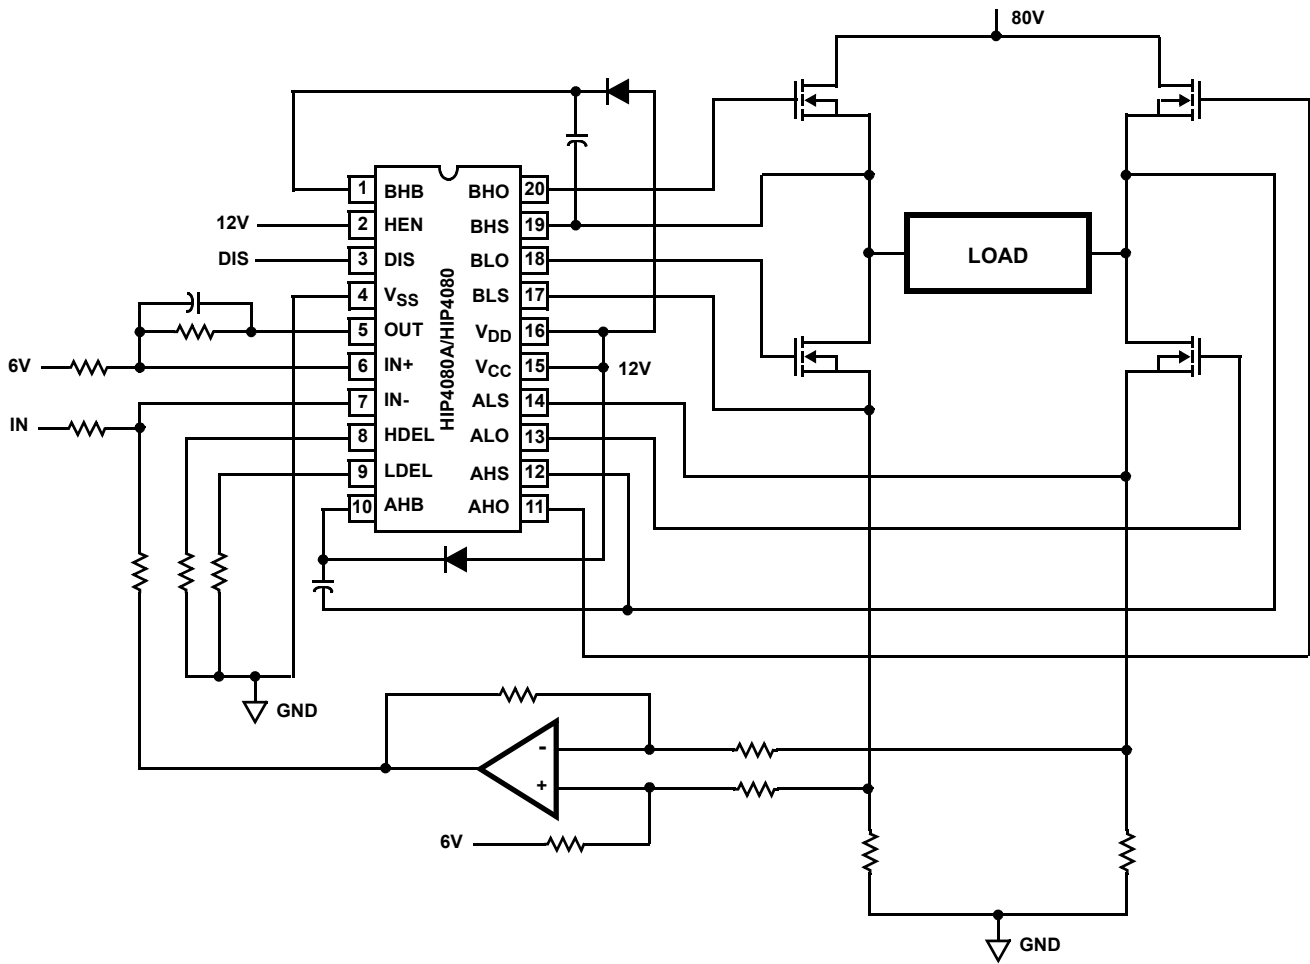 80V
1 BHB BHO 20
12V 2 HEN BHS 19
DIS 3 DIS BLO 18
4 VSS BLS 17
5 OUT VDD 16
6V 6 IN+ VCC 15 12V
IN 7 IN- ALS 14
8 HDEL ALO 13
9 LDEL AHS 12
10 AHB AHO 11
HIP4080A/HIP4080
LOAD
GND
-
+
6V
GND